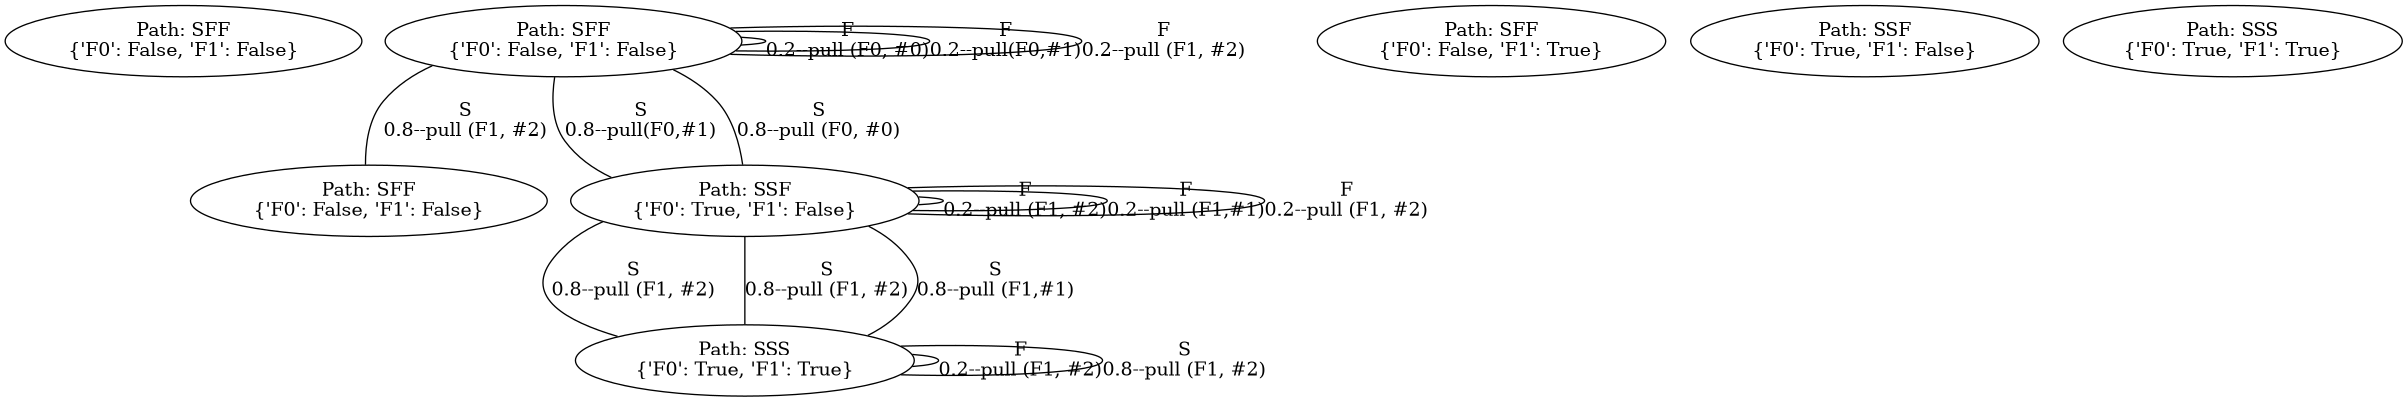 Path: SFF
{'F0': False, 'F1': False}
Path: SFF
{'F0': False, 'F1': False}
F
0.2--pull (F0, #0)
F
0.2--pull(F0,#1)
F
0.2--pull (F1, #2)
Path: SFF
{'F0': False, 'F1': True}
Path: SSF
{'F0': True, 'F1': False}
Path: SSS
{'F0': True, 'F1': True}
S
0.8--pull (F1, #2)
S
0.8--pull(F0,#1)
S
0.8--pull (F0, #0)
Path: SFF
{'F0': False, 'F1': False}
Path: SSF
{'F0': True, 'F1': False}
F
0.2--pull (F1, #2)
F
0.2--pull (F1,#1)
F
0.2--pull (F1, #2)
S
0.8--pull (F1, #2)
S
0.8--pull (F1, #2)
S
0.8--pull (F1,#1)
Path: SSS
{'F0': True, 'F1': True}
F
0.2--pull (F1, #2)
S
0.8--pull (F1, #2)